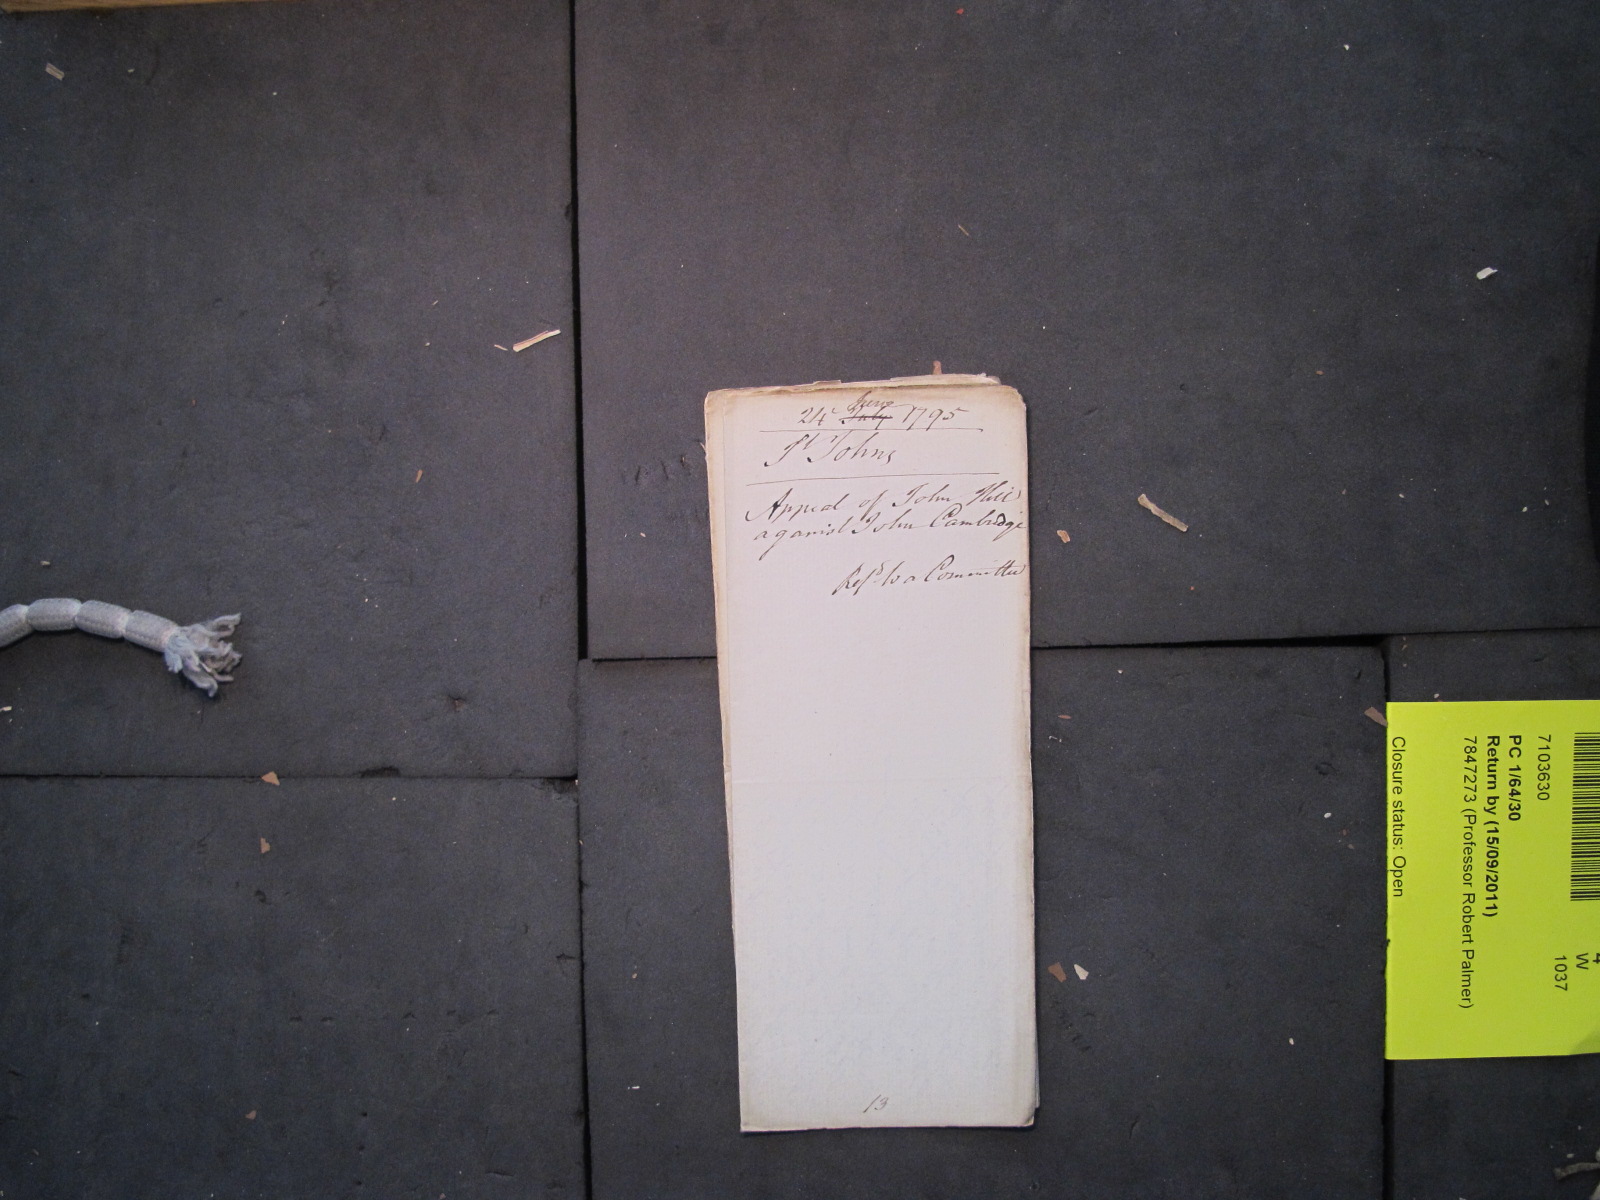 June
24 July 1795
St Johns
Appeal of John Hill
against John Cambridge
Refd. to a Committee
13
7103630
PC 1/64/30
Return by (15/09/2011)
7847273 (Professor Robert Palmer)
Closure status: Open
4
W
1037